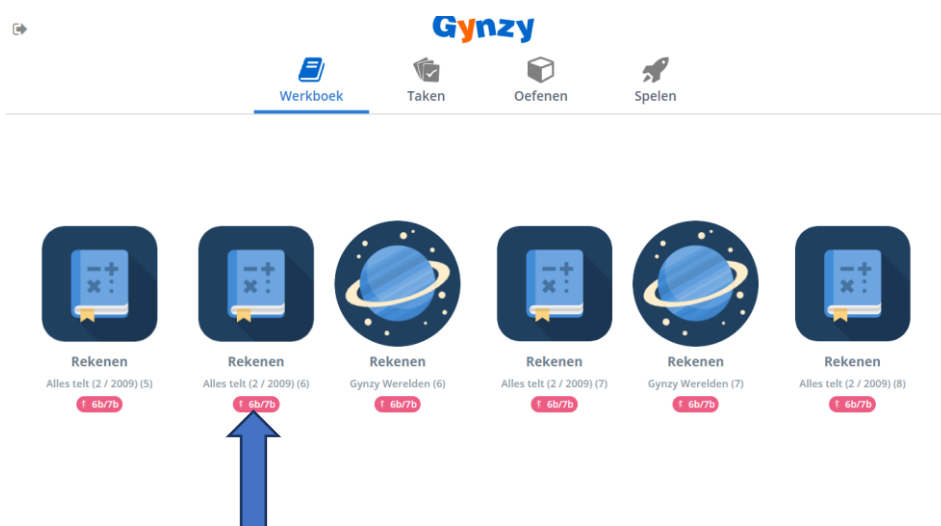 Gynzy
Werkboek Taken Oefenen Spelen
Rekenen Rekenen Rekenen Rekenen Rekenen Rekenen
Alles telt (2 / 2009) (5) Alles telt (2 / 2009) (6) Gynzy Werelden (6) Alles telt (2 / 2009) (7) Gynzy Werelden (7) Alles telt (2 / 2009) (8)
6b/7b 6b/7b 6b/7b 6b/7b 6b/7b 6b/7b